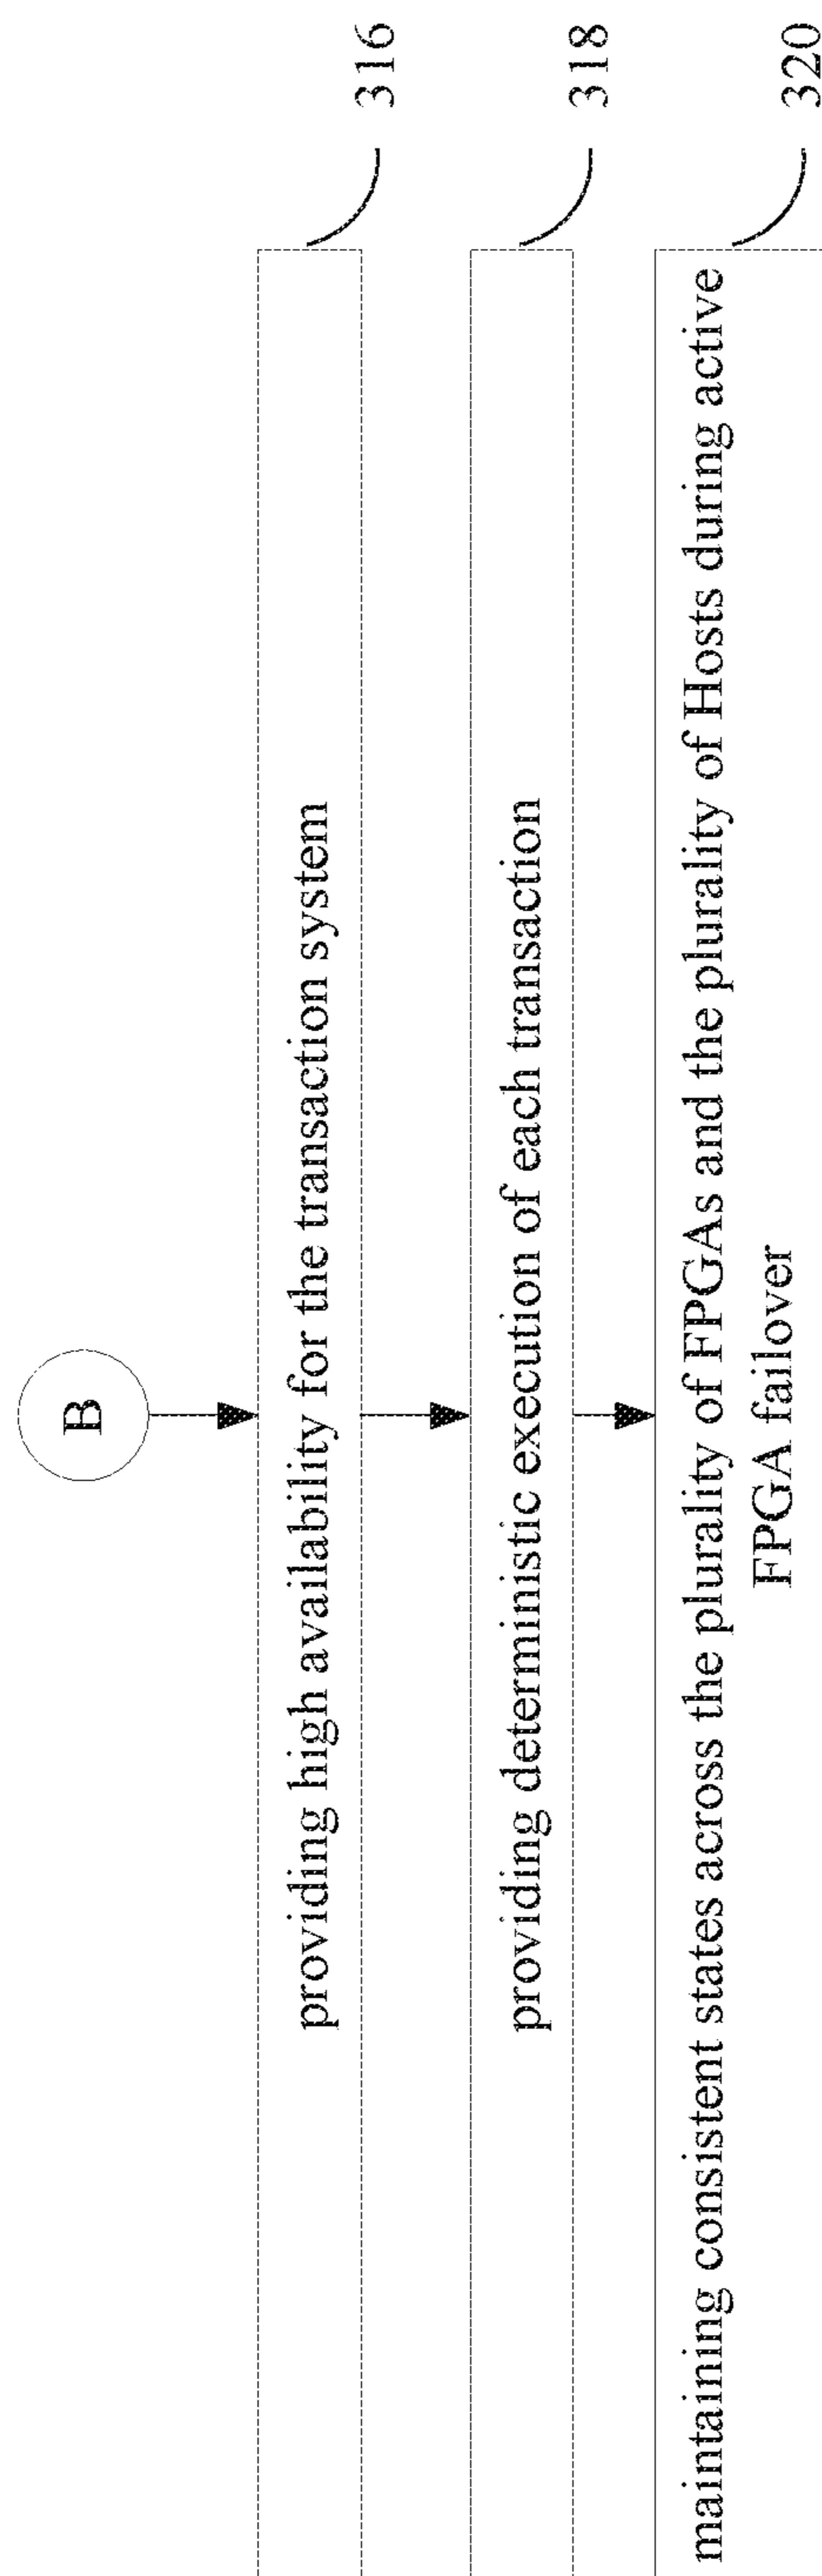 B
316
providing high availability for the transaction system
318
providing deterministic execution of each transaction
320
maintaining consistent states across the plurality of FPGAs and the plurality of Hosts during active
FPGA failover